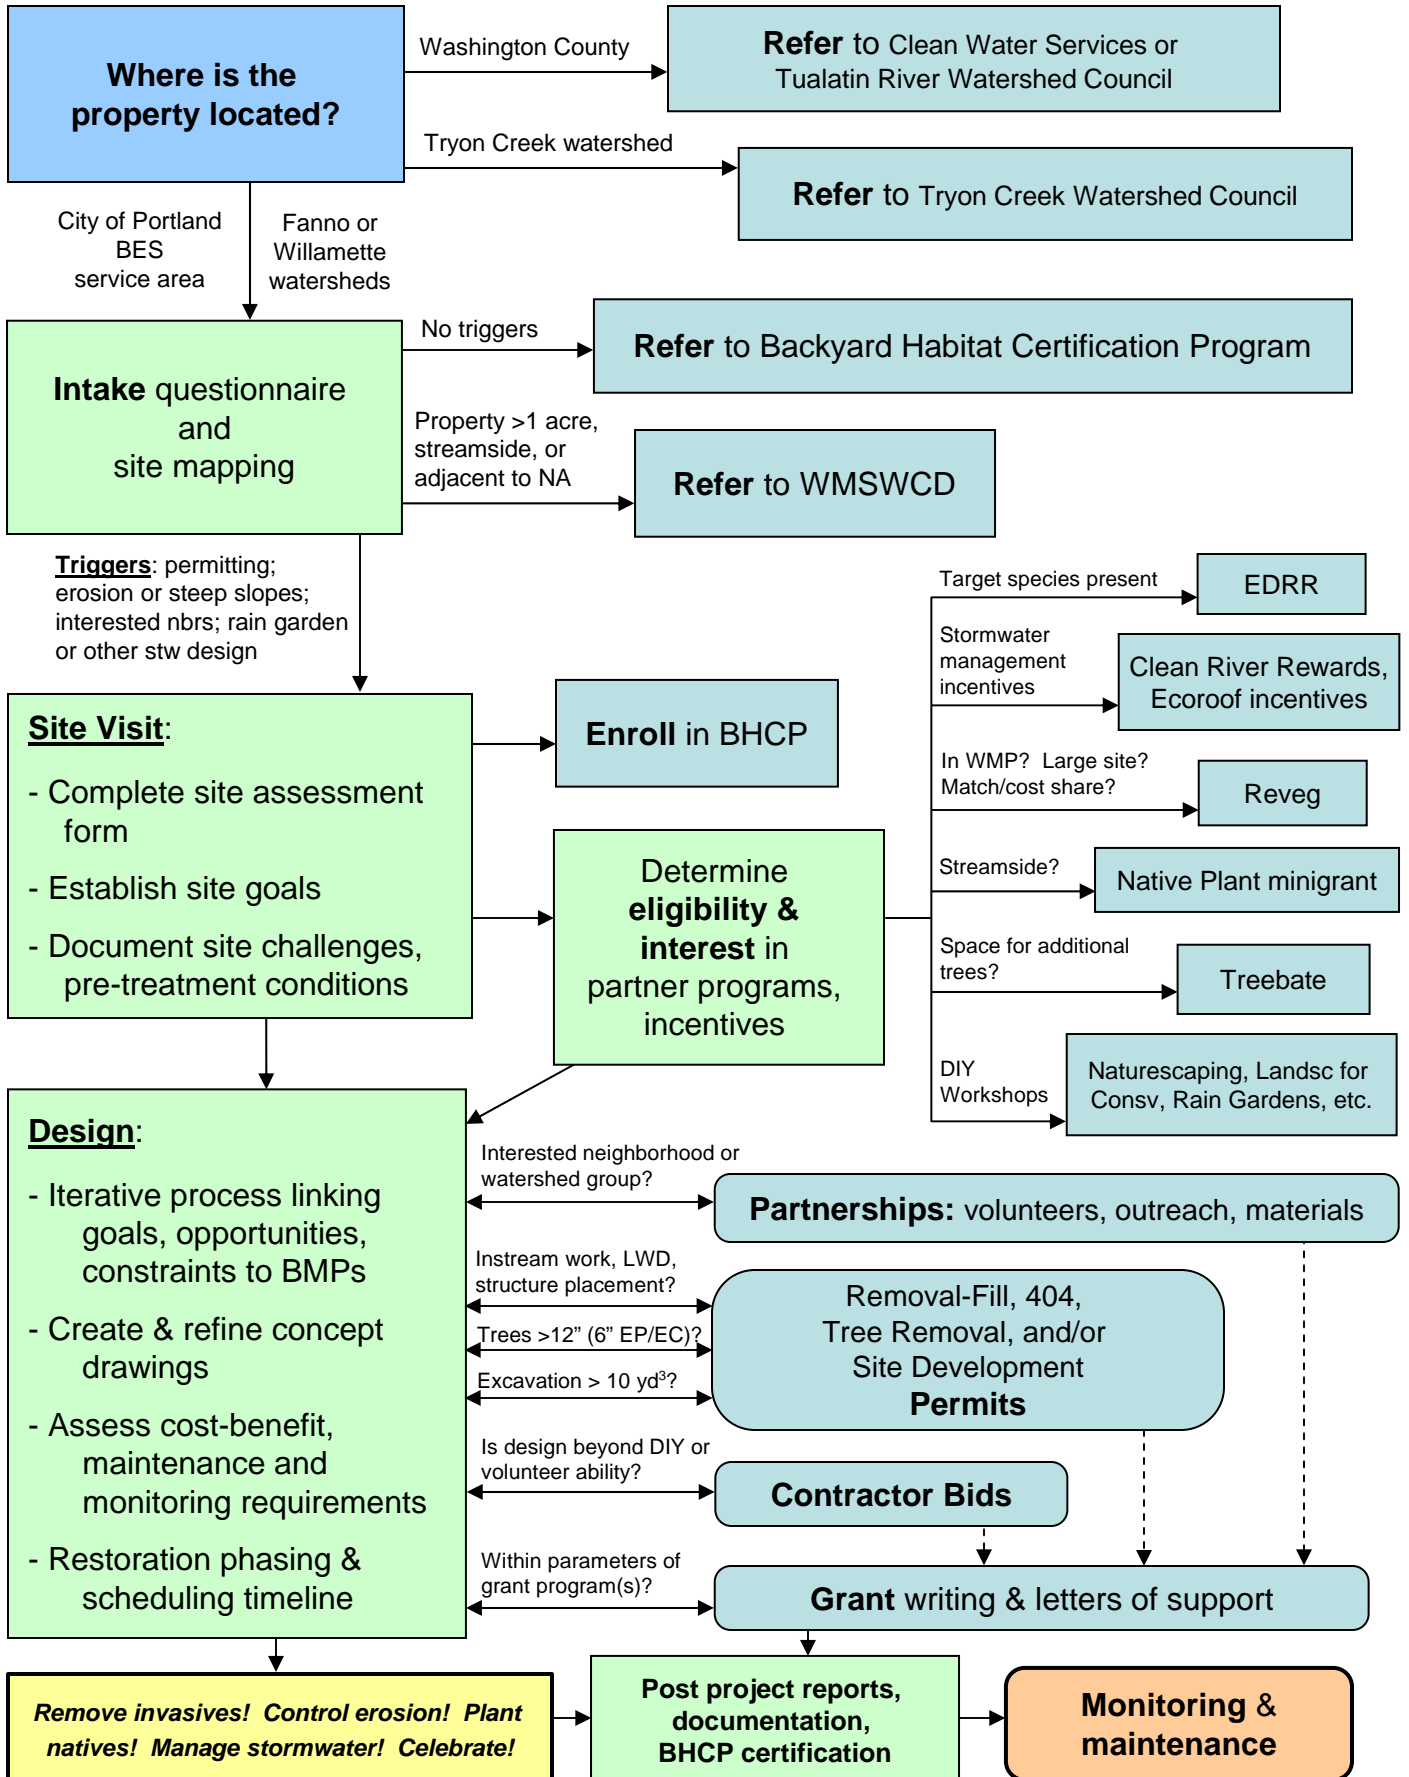 Where is the
property located?
Washington County
Refer to Clean Water Services or
Tualatin River Watershed Council
Tryon Creek watershed
Refer to Tryon Creek Watershed Council
City of Portland
BES
service area
Fanno or
Willamette
watersheds
Intake questionnaire
and
site mapping
No triggers
Refer to Backyard Habitat Certification Program
Property >1 acre,
streamside, or
adjacent to NA
Refer to WMSWCD
Triggers: permitting;
erosion or steep slopes;
interested nbrs; rain garden
or other stw design
Site Visit:
- Complete site assessment
form
- Establish site goals
- Document site challenges,
pre-treatment conditions
Enroll in BHCP
Determine
eligibility &
interest in
partner programs,
incentives
Target species present
EDRR
Stormwater
management
incentives
Clean River Rewards,
Ecoroof incentives
In WMP? Large site?
Match/cost share?
Reveg
Streamside?
Native Plant minigrant
Space for additional
trees?
Treebate
DIY
Workshops
Naturescaping, Landsc for
Consv, Rain Gardens, etc.
Design:
- Iterative process linking
goals, opportunities,
constraints to BMPs
- Create & refine concept
drawings
- Assess cost-benefit,
maintenance and
monitoring requirements
- Restoration phasing &
scheduling timeline
Interested neighborhood or
watershed group?
Partnerships: volunteers, outreach, materials
Instream work, LWD,
structure placement?
Trees >12” (6” EP/EC)?
Excavation > 10 yd³?
Removal-Fill, 404,
Tree Removal, and/or
Site Development
Permits
Is design beyond DIY or
volunteer ability?
Contractor Bids
Within parameters of
grant program(s)?
Grant writing & letters of support
Remove invasives! Control erosion! Plant
natives! Manage stormwater! Celebrate!
Post project reports,
documentation,
BHCP certification
Monitoring &
maintenance